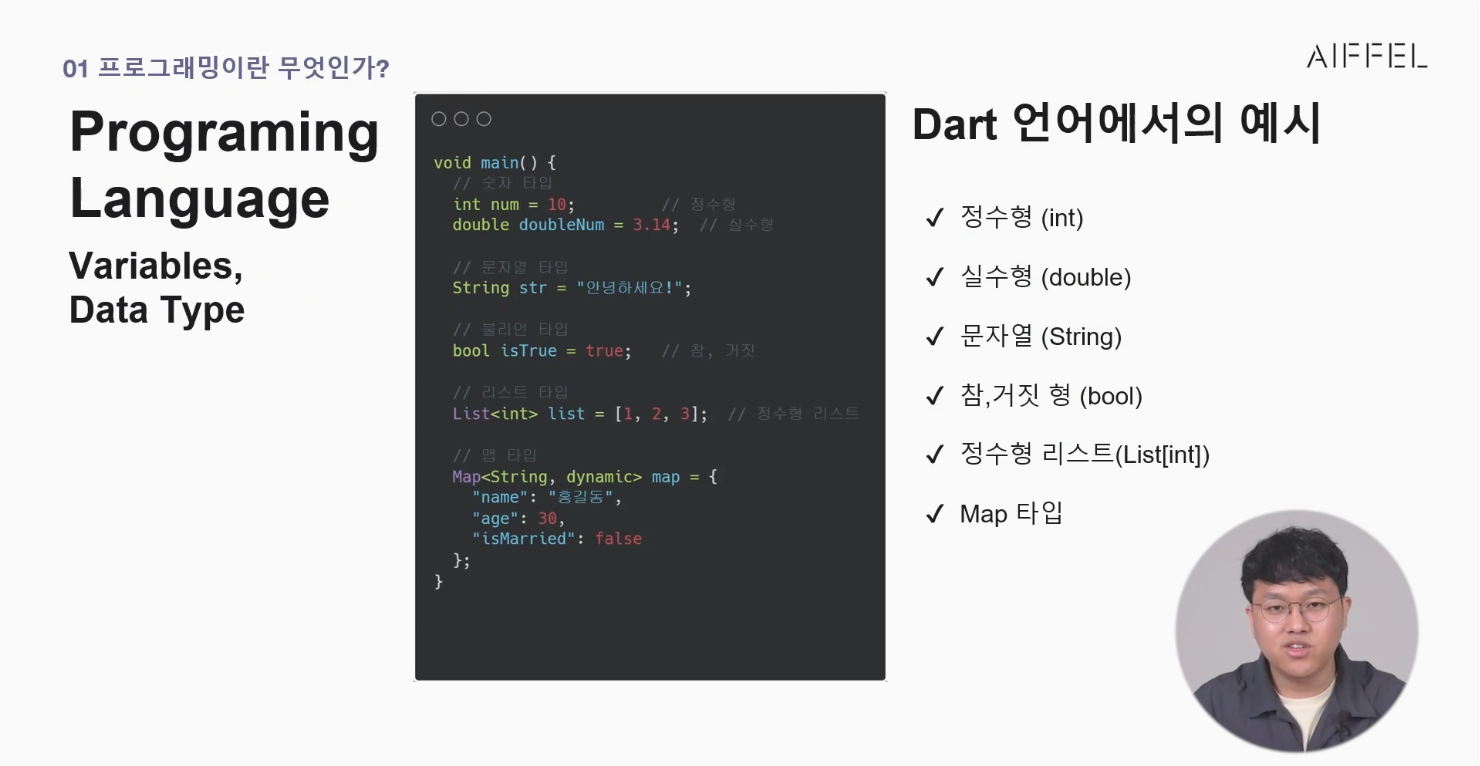 01 프로그래밍이란 무엇인가?
AIFFEL
Programing
Language
Variables,
Data Type
void main() {
  // 숫자 타입
  int num = 10;         // 정수형
  double doubleNum = 3.14;  // 실수형
  // 문자열 타입
  String str = "안녕하세요!";
  // 불리언 타입
  bool isTrue = true;   // 참, 거짓
  // 리스트 타입
  List<int> list = [1, 2, 3];  // 정수형 리스트
  // 맵 타입
  Map<String, dynamic> map = {
    "name": "홍길동",
    "age": 30,
    "isMarried": false
  };
}
Dart 언어에서의 예시
✓ 정수형 (int)
✓ 실수형 (double)
✓ 문자열 (String)
✓ 참,거짓 형 (bool)
✓ 정수형 리스트(List[int])
✓ Map 타입